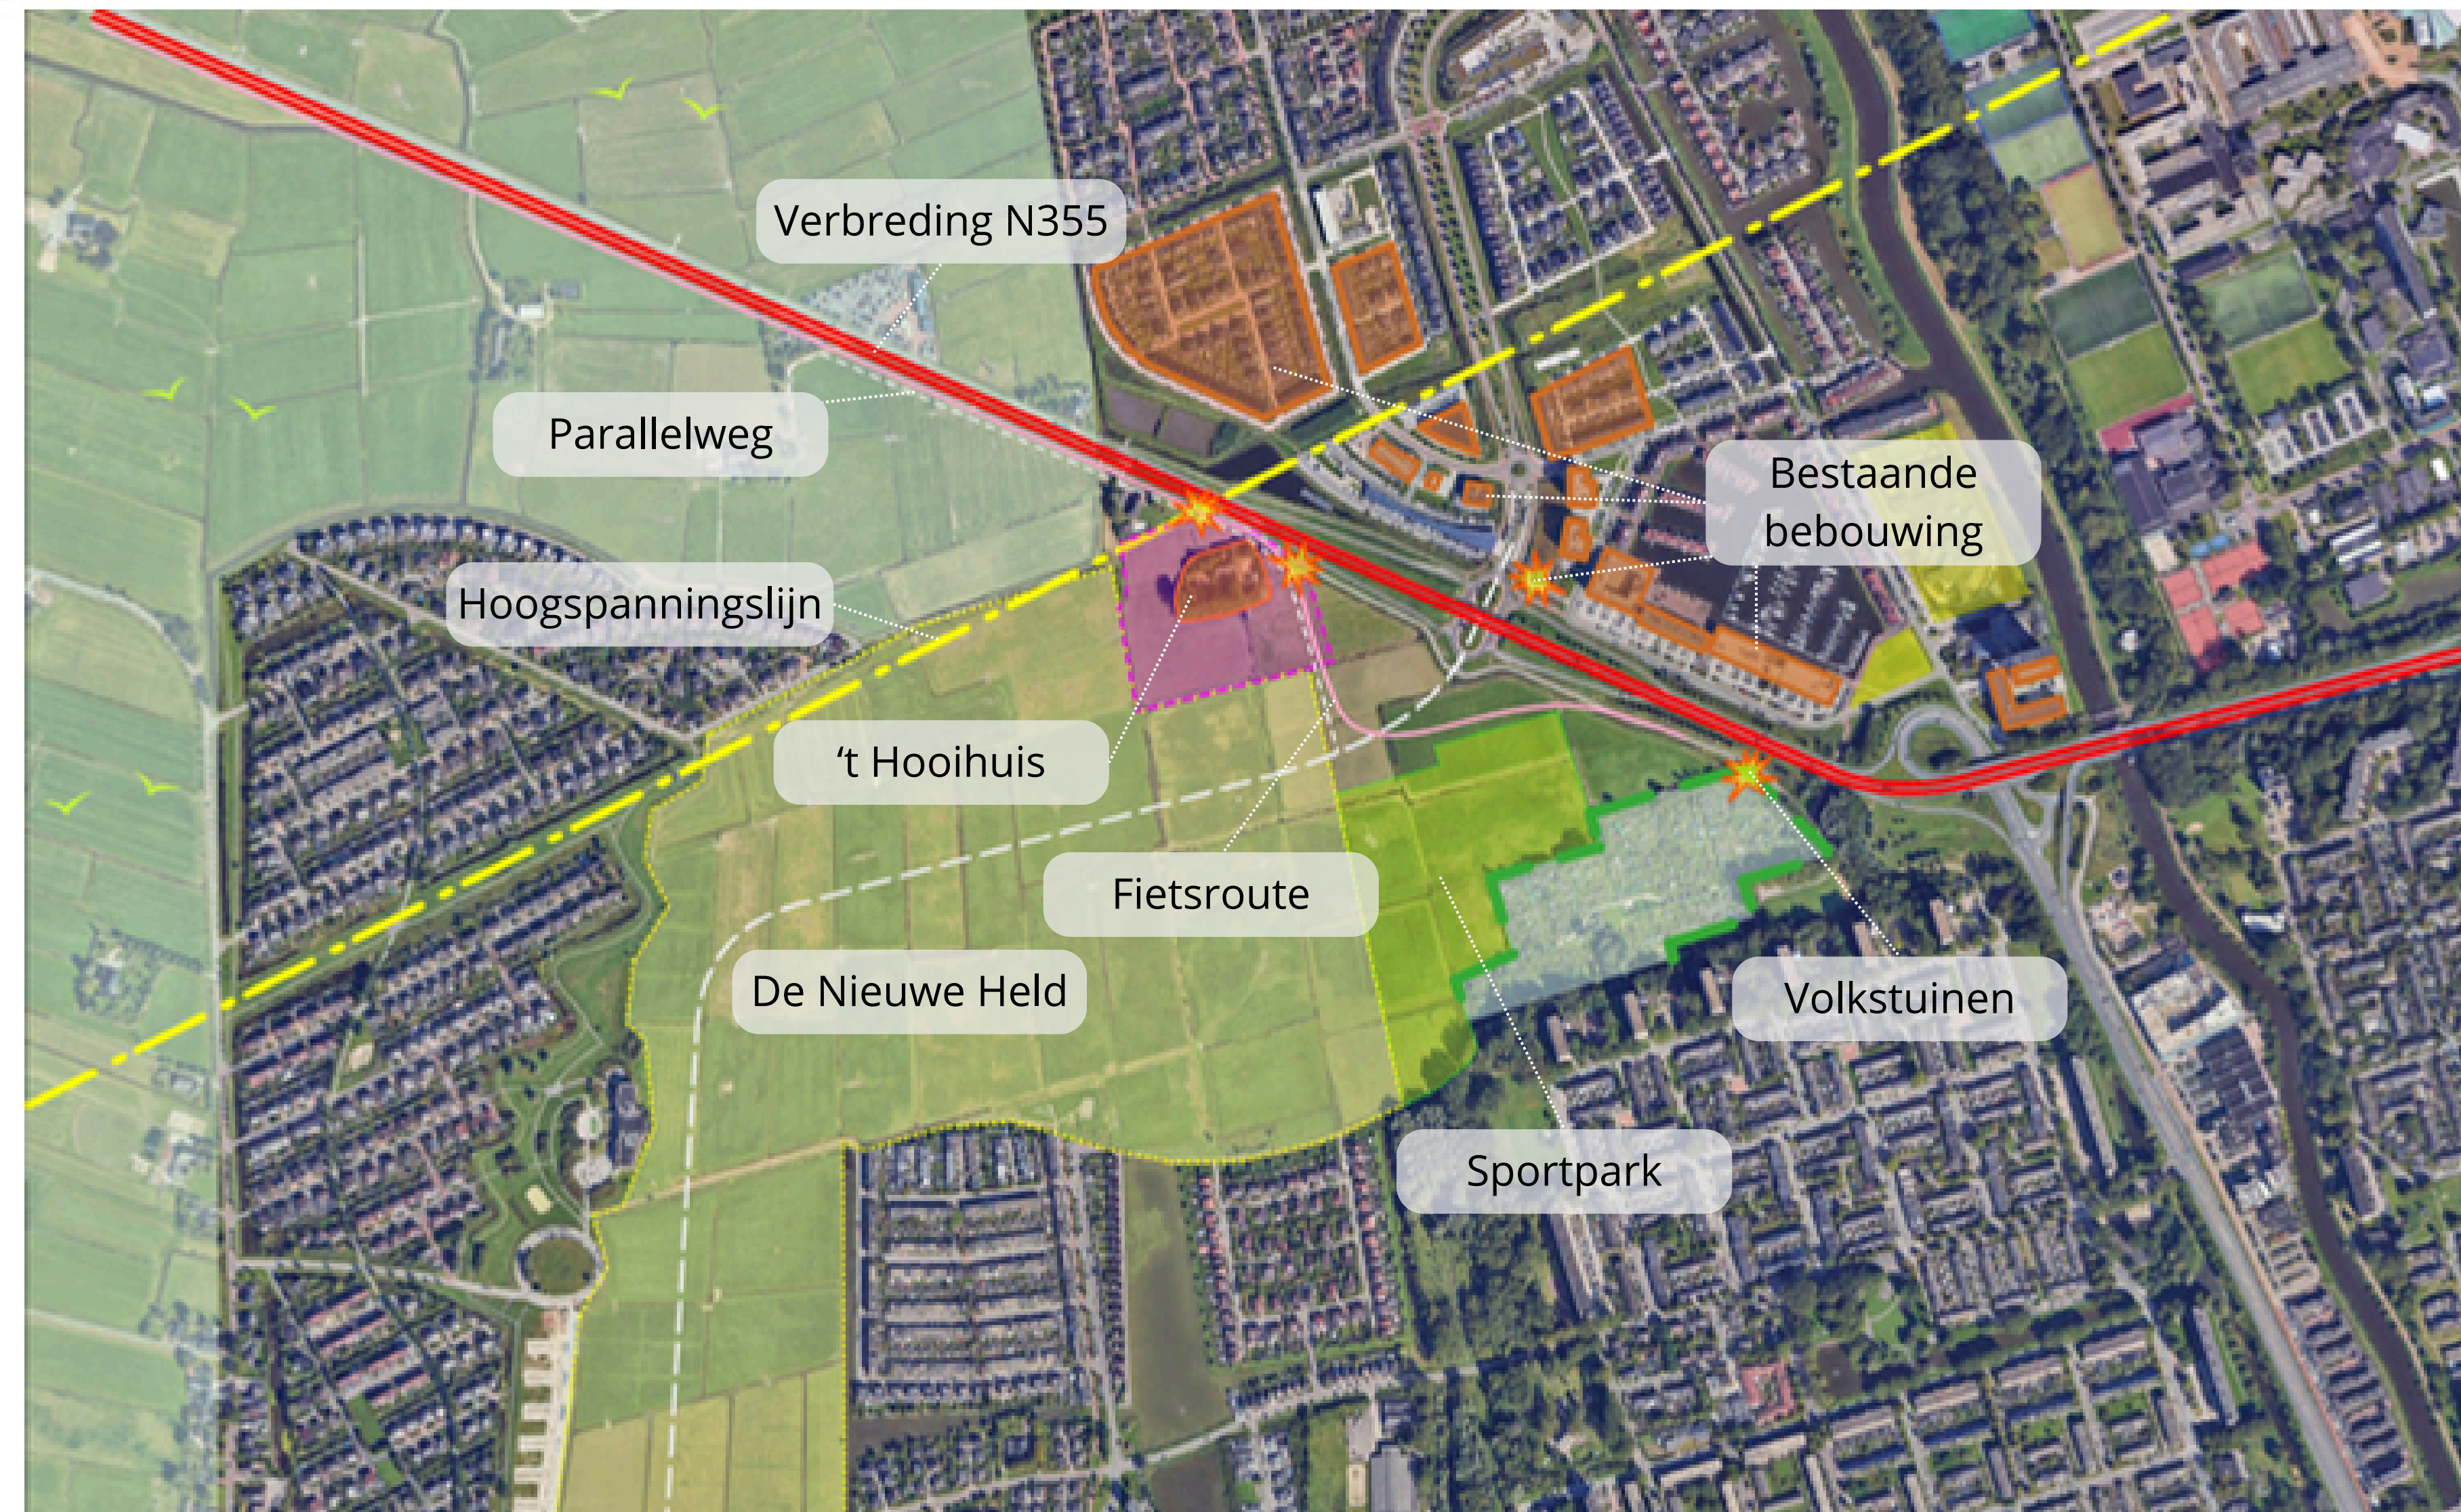 Verbreding N355
Parallelweg
Bestaande
bebouwing
Hoogspanningslijn
‘t Hooihuis
Fietsroute
De Nieuwe Held
Volkstuinen
Sportpark